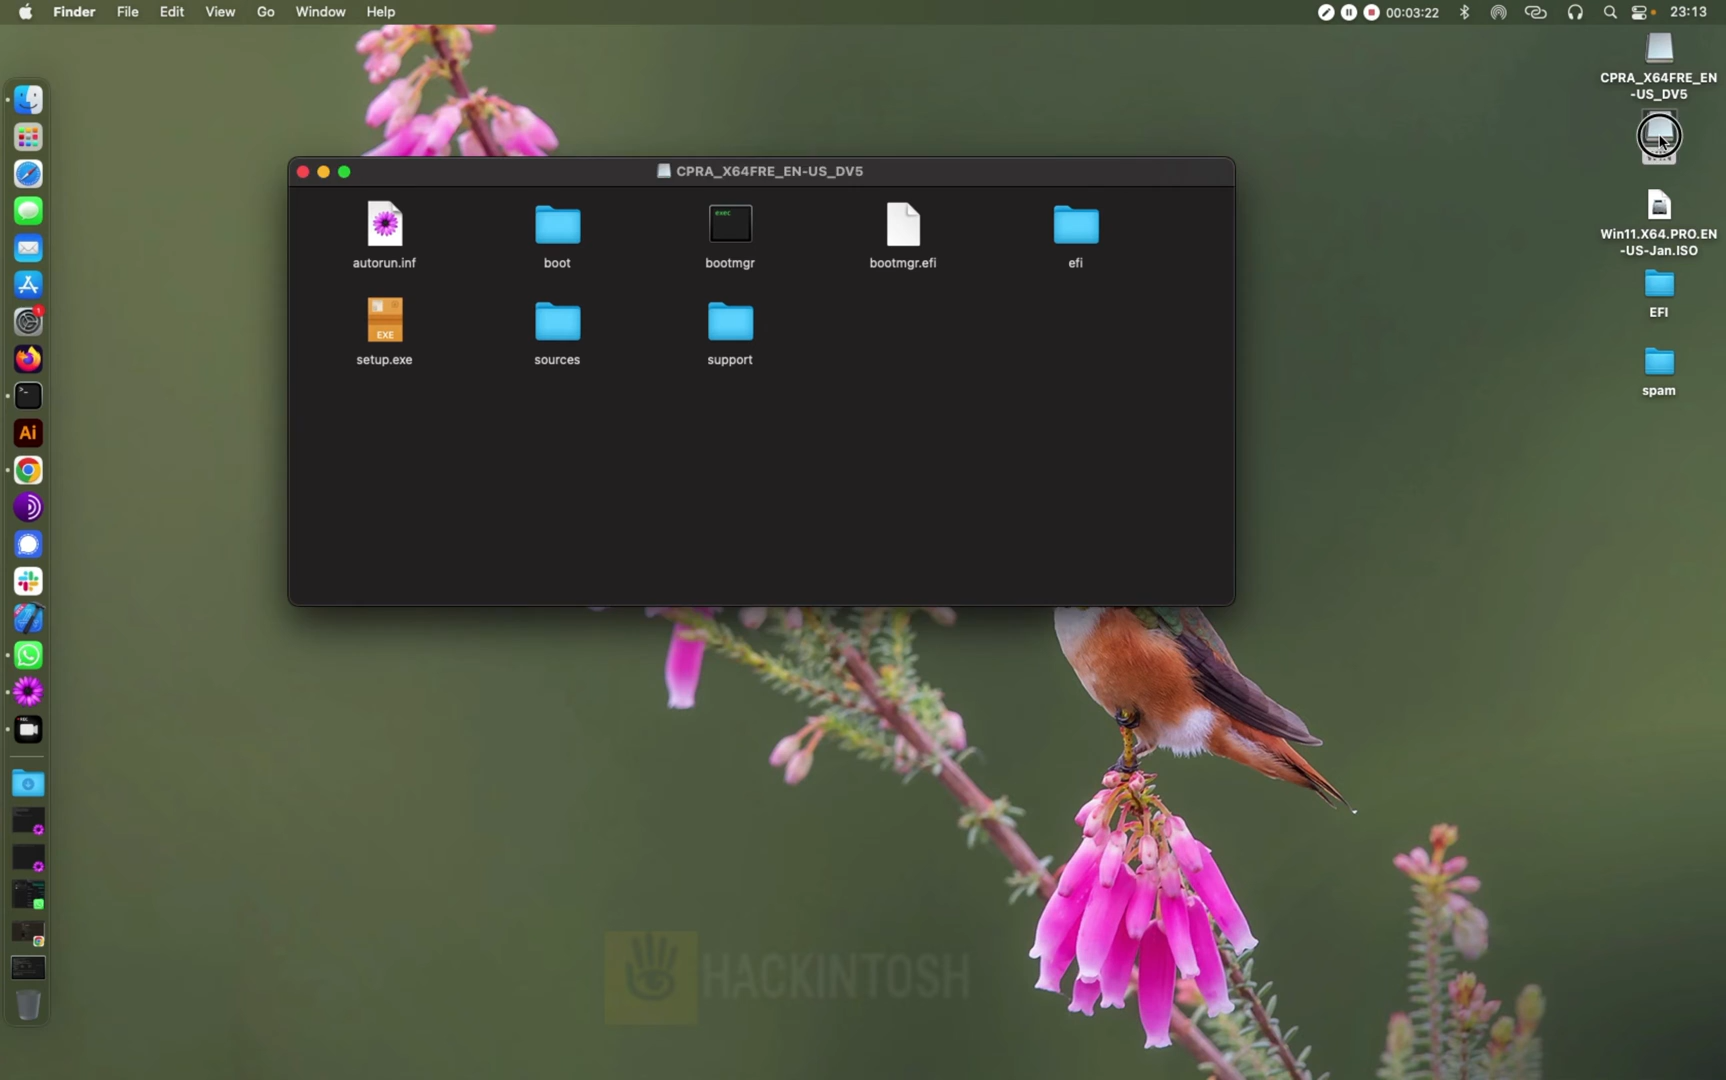 Finder File Edit View Go Window Help
00:03:22
23:13
CPRA_X64FRE_EN
-US_DV5
Win11.X64.PRO.EN
-US-Jan.ISO
EFI
spam
CPRA_X64FRE_EN-US_DV5
autorun.inf
boot
exec
bootmgr
bootmgr.efi
efi
EXE
setup.exe
sources
support
1
Ai
HACKINTOSH